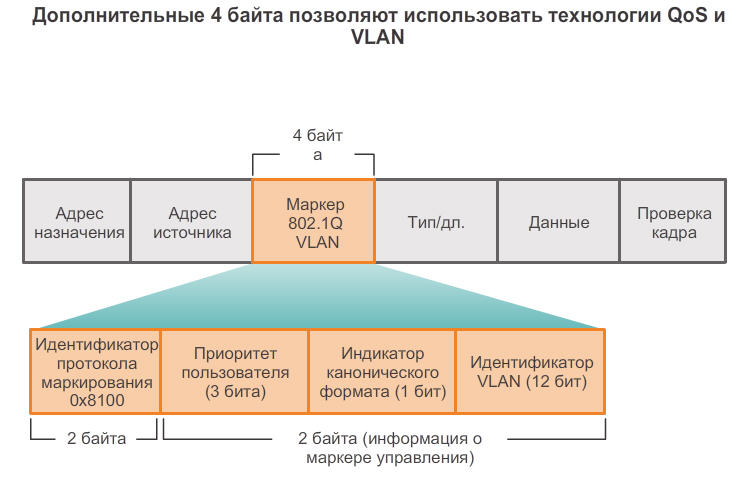 Дополнительные 4 байта позволяют использовать технологии QoS и
VLAN
4 байт
а
Адрес
назначения
Адрес
источника
Маркер
802.1Q
VLAN
Тип/дл.
Данные
Проверка
кадра
Идентификатор
протокола
маркирования
0x8100
Приоритет
пользователя
(3 бита)
Индикатор
канонического
формата (1 бит)
Идентификатор
VLAN (12 бит)
2 байта
2 байта (информация о
маркере управления)